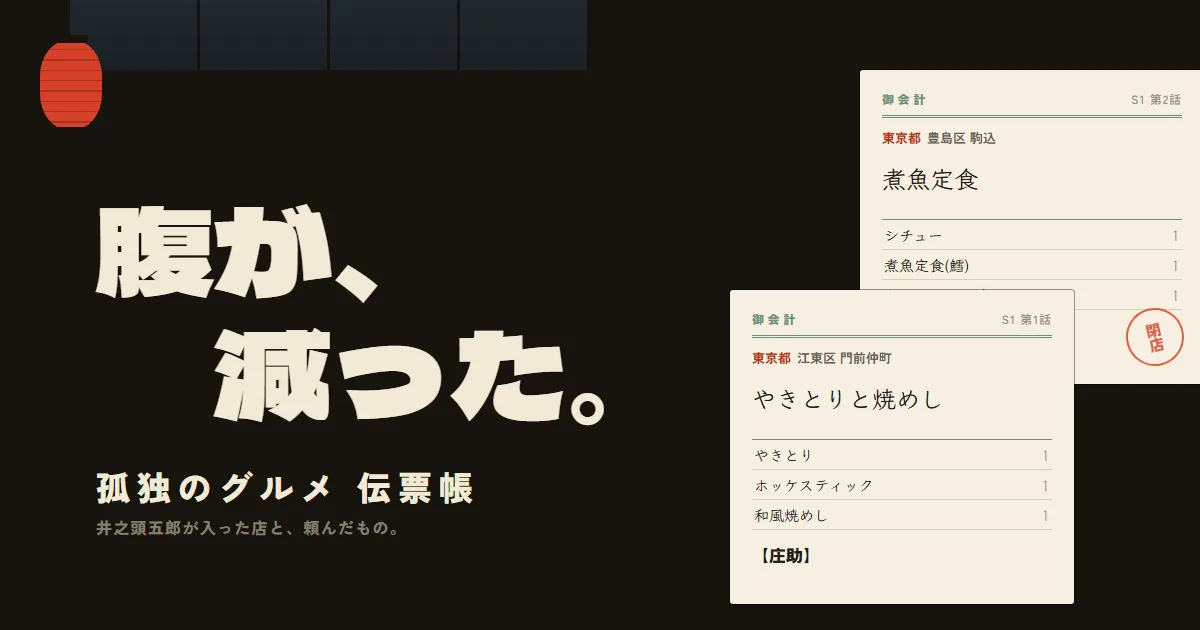 腹が、
減った。
孤独のグルメ 伝票帳
井之頭五郎が入った店と、頼んだもの。
御会計 S1 第2話
東京都 豊島区 駒込
煮魚定食
シチュー 1
煮魚定食(鱈) 1
1
閉店
御会計 S1 第1話
東京都 江東区 門前仲町
やきとりと焼めし
やきとり 1
ホッケスティック 1
和風焼めし 1
【庄助】